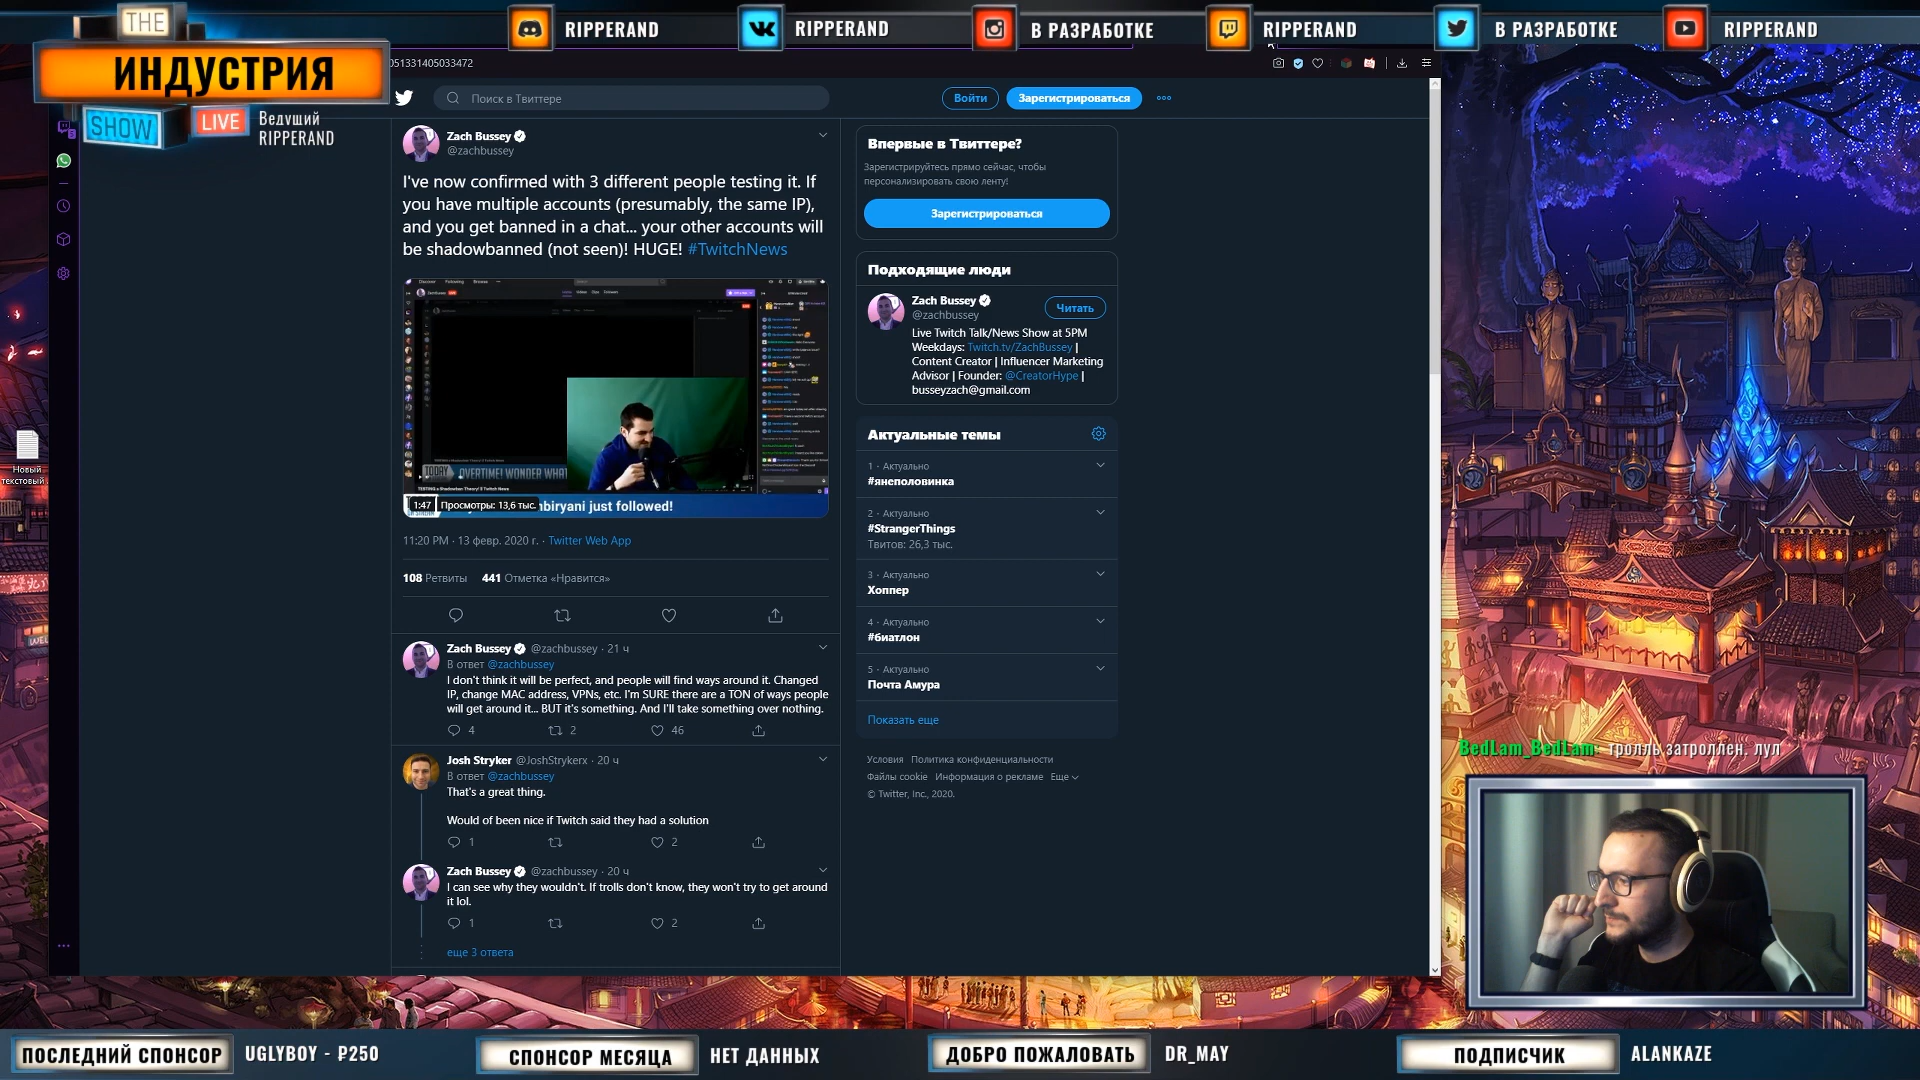 THE
ИНДУСТРИЯ
SHOW
LIVE
Ведущий
RIPPERAND
RIPPERAND
RIPPERAND
В РАЗРАБОТКЕ
RIPPERAND
В РАЗРАБОТКЕ
RIPPERAND
051331405033472
Поиск в Твиттере
Войти
Зарегистрироваться
Zach Bussey
@zachbussey
I've now confirmed with 3 different people testing it. If
you have multiple accounts (presumably, the same IP),
and you get banned in a chat... your other accounts will
be shadowbanned (not seen)! HUGE! #TwitchNews
TODAY
OVERTIME! WONDER WHAT
1:47
Просмотры: 13,6 тыс.
nbiryani just followed!
11:20 PM · 13 февр. 2020 г. · Twitter Web App
108 Ретвиты 441 Отметка «Нравится»
Zach Bussey @zachbussey · 21 ч
В ответ @zachbussey
I don't think it will be perfect, and people will find ways around it. Changed
IP, change MAC address, VPNs, etc. I'm SURE there are a TON of ways people
will get around it... BUT it's something. And I'll take something over nothing.
4 2 46
Josh Stryker @JoshStrykerx · 20 ч
В ответ @zachbussey
That's a great thing.
Would of been nice if Twitch said they had a solution
1 2
Zach Bussey @zachbussey · 20 ч
I can see why they wouldn't. If trolls don't know, they won't try to get around
it lol.
1 2
еще 3 ответа
Впервые в Твиттере?
Зарегистрируйтесь прямо сейчас, чтобы
персонализировать свою ленту!
Зарегистрироваться
Подходящие люди
Zach Bussey
@zachbussey
Читать
Live Twitch Talk/News Show at 5PM
Weekdays: Twitch.tv/ZachBussey |
Content Creator | Influencer Marketing
Advisor | Founder: @CreatorHype |
busseyzach@gmail.com
Актуальные темы
1 · Актуально
#янеполовинка
2 · Актуально
#StrangerThings
Твитов: 26,3 тыс.
3 · Актуально
Хоппер
4 · Актуально
#биатлон
5 · Актуально
Почта Амура
Показать еще
Условия Политика конфиденциальности
Файлы cookie Информация о рекламе Еще
© Twitter, Inc., 2020.
Новый
текстовый
BedLam_BedLam: тролль затроллен. лул
ПОСЛЕДНИЙ СПОНСОР
UGLYBOY - ₽250
СПОНСОР МЕСЯЦА
НЕТ ДАННЫХ
ДОБРО ПОЖАЛОВАТЬ
DR_MAY
ПОДПИСЧИК
ALANKAZE